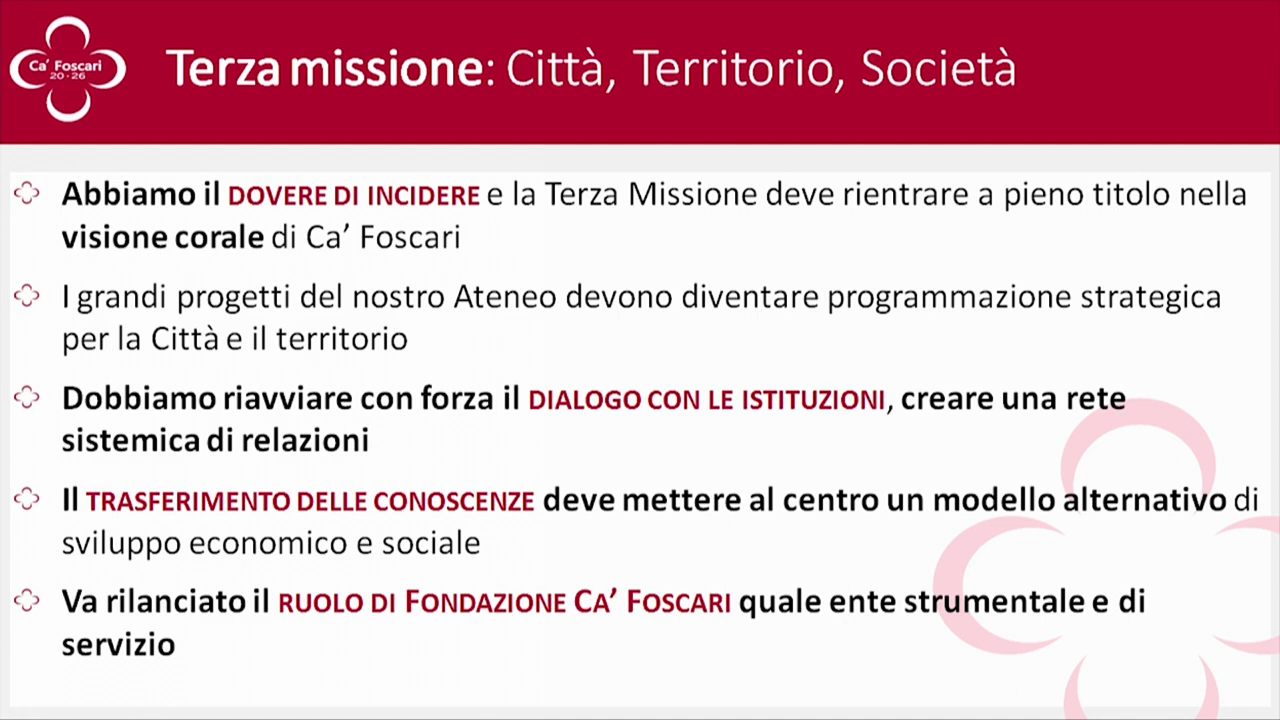 Ca' Foscari
20·26
Terza missione: Città, Territorio, Società
Abbiamo il DOVERE DI INCIDERE e la Terza Missione deve rientrare a pieno titolo nella
visione corale di Ca' Foscari
I grandi progetti del nostro Ateneo devono diventare programmazione strategica
per la Città e il territorio
Dobbiamo riavviare con forza il DIALOGO CON LE ISTITUZIONI, creare una rete
sistemica di relazioni
Il TRASFERIMENTO DELLE CONOSCENZE deve mettere al centro un modello alternativo di
sviluppo economico e sociale
Va rilanciato il RUOLO DI FONDAZIONE CA' FOSCARI quale ente strumentale e di
servizio